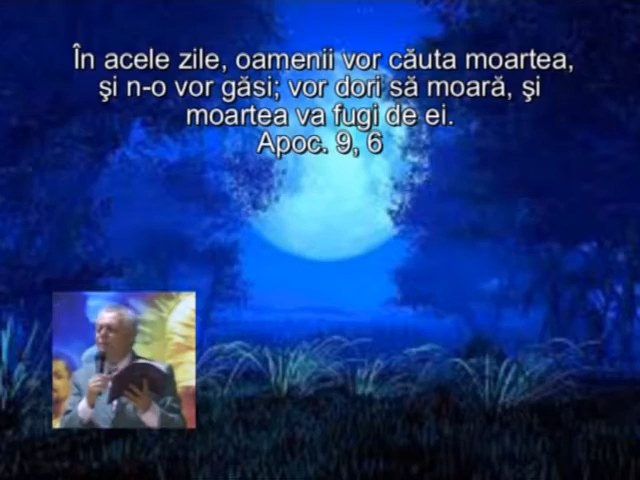 În acele zile, oamenii vor căuta moartea,
şi n-o vor găsi; vor dori să moară, şi
moartea va fugi de ei.
Apoc. 9, 6